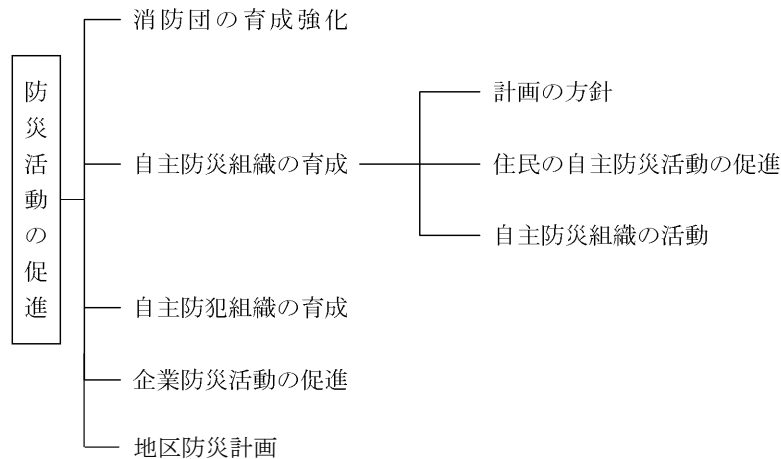 防災活動の促進
消防団の育成強化
自主防災組織の育成
計画の方針
住民の自主防災活動の促進
自主防災組織の活動
自主防犯組織の育成
企業防災活動の促進
地区防災計画